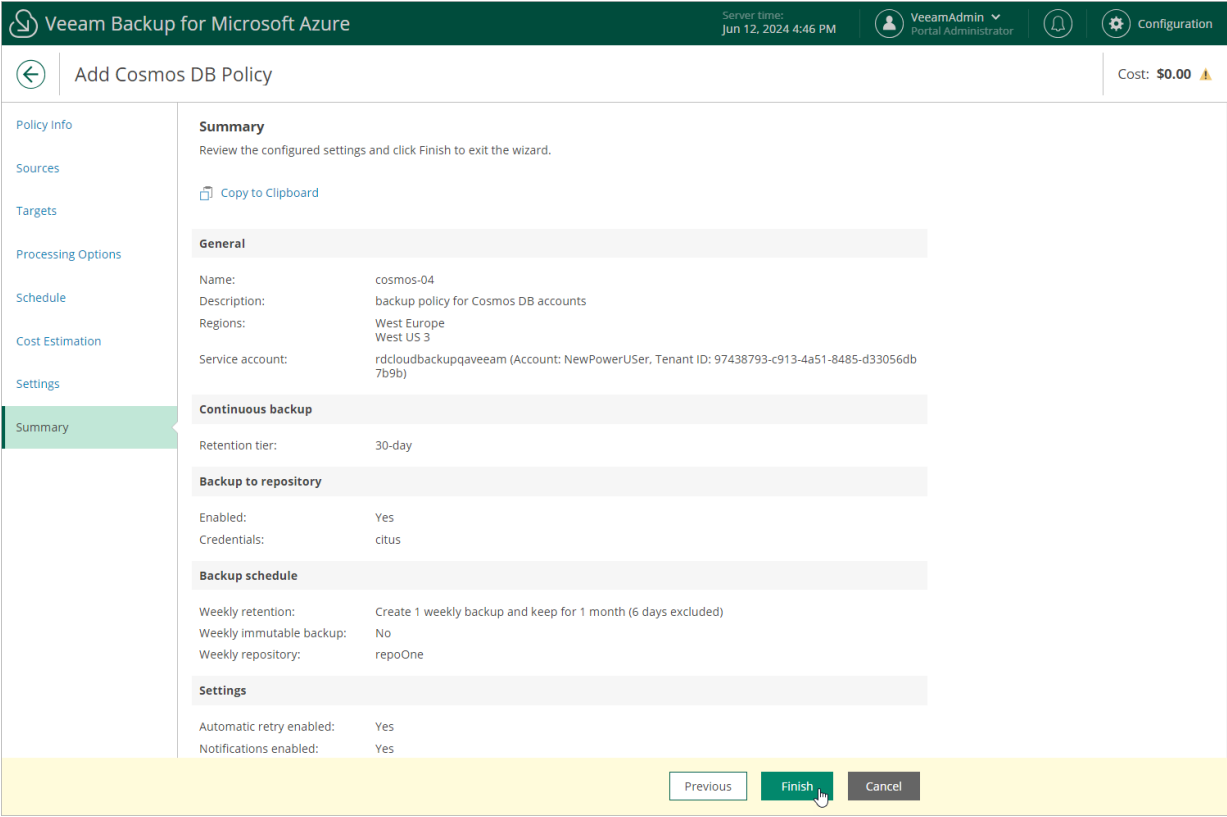 Veeam Backup for Microsoft Azure
Server time:
Jun 12, 2024 4:46 PM
VeeamAdmin
Portal Administrator
Configuration
Add Cosmos DB Policy
Cost: $0.00
Policy Info
Sources
Targets
Processing Options
Schedule
Cost Estimation
Settings
Summary
Summary
Review the configured settings and click Finish to exit the wizard.
Copy to Clipboard
General
Name: cosmos-04
Description: backup policy for Cosmos DB accounts
Regions: West Europe
West US 3
Service account: rdcloudbackupqaveeam (Account: NewPowerUSer, Tenant ID: 97438793-c913-4a51-8485-d33056db
7b9b)
Continuous backup
Retention tier: 30-day
Backup to repository
Enabled: Yes
Credentials: citus
Backup schedule
Weekly retention: Create 1 weekly backup and keep for 1 month (6 days excluded)
Weekly immutable backup: No
Weekly repository: repoOne
Settings
Automatic retry enabled: Yes
Notifications enabled: Yes
Previous
Finish
Cancel